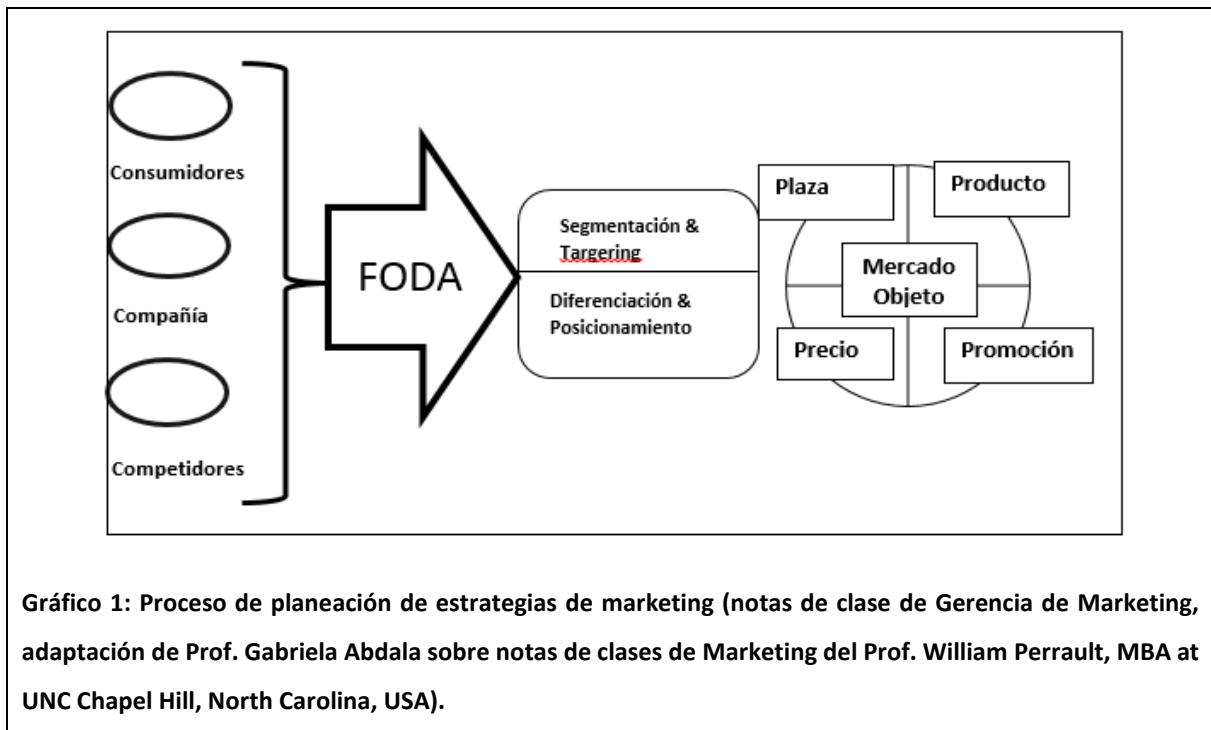 Consumidores
Compañía
Competidores
FODA
Segmentación &
Targering
Diferenciación &
Posicionamiento
Plaza
Producto
Mercado
Objeto
Precio
Promoción
Gráfico 1: Proceso de planeación de estrategias de marketing (notas de clase de Gerencia de Marketing,
adaptación de Prof. Gabriela Abdala sobre notas de clases de Marketing del Prof. William Perrault, MBA at
UNC Chapel Hill, North Carolina, USA).